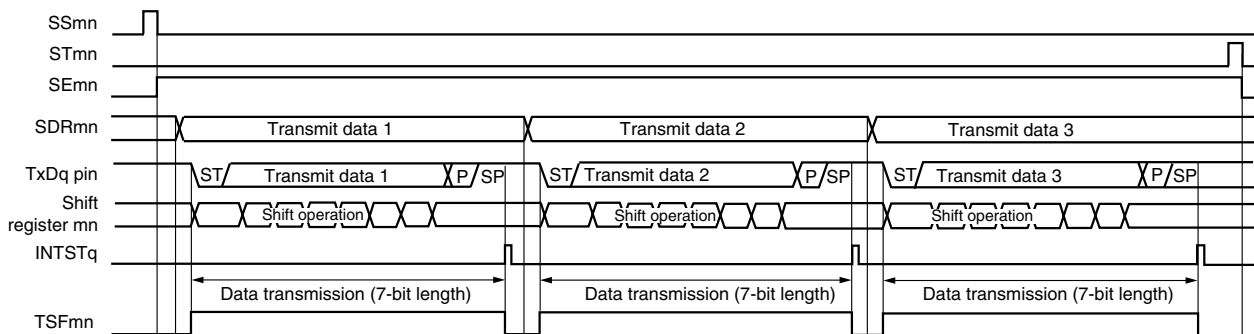 SSmn
STmn
SEmn
SDRmn Transmit data 1 Transmit data 2 Transmit data 3
TxDq pin ST Transmit data 1 P SP ST Transmit data 2 P SP ST Transmit data 3 P SP
Shift
register mn Shift operation Shift operation Shift operation
INTSTq
Data transmission (7-bit length) Data transmission (7-bit length) Data transmission (7-bit length)
TSFmn